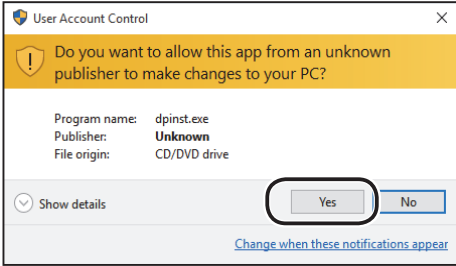 User Account Control
Do you want to allow this app from an unknown
publisher to make changes to your PC?
Program name: dpinst.exe
Publisher: Unknown
File origin: CD/DVD drive
Show details
Yes
No
Change when these notifications appear